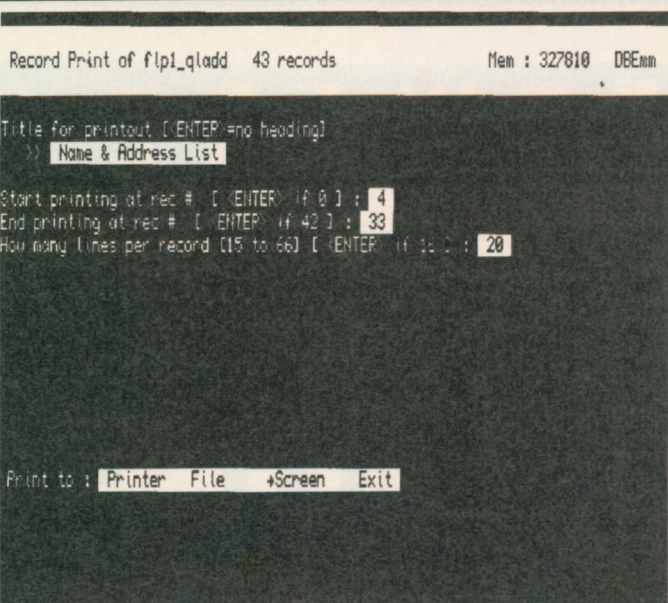 Record Print of flp1_qladd 43 records Mem : 327810 DBEmm
Title for printout [<ENTER>=no heading]
>> Name & Address List
Start printing at rec # [ <ENTER> if 0 ] : 4
End printing at rec # [ <ENTER> if 42 ] : 33
How many lines per record [15 to 66] [ <ENTER> if ] : 20
Print to : Printer File →Screen Exit